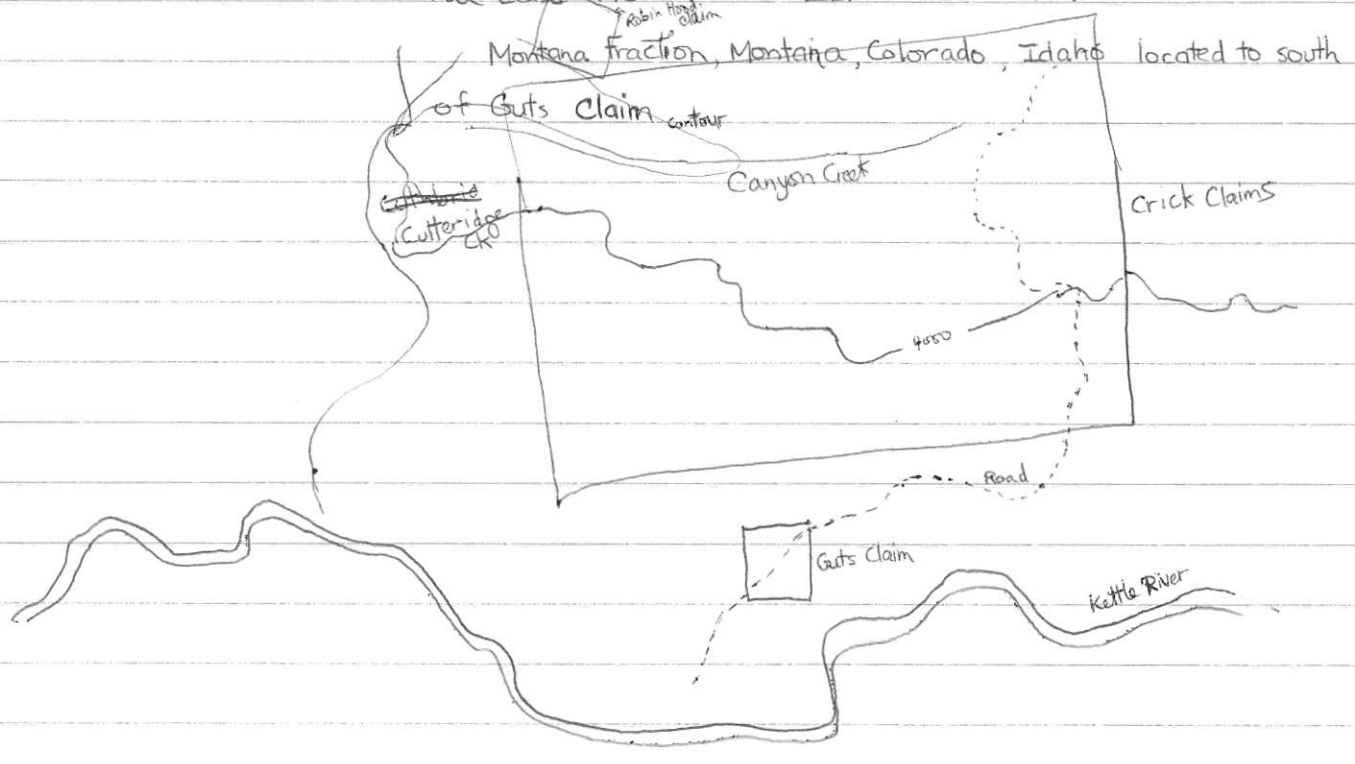 Robin Hood
Claim
Montana Fraction, Montana, Colorado, Idaho located to south
of Guts Claim
contour
Canyon Creek
Crick Claims
Cutteridge
Ck
4000
Road
Guts Claim
Kettle River